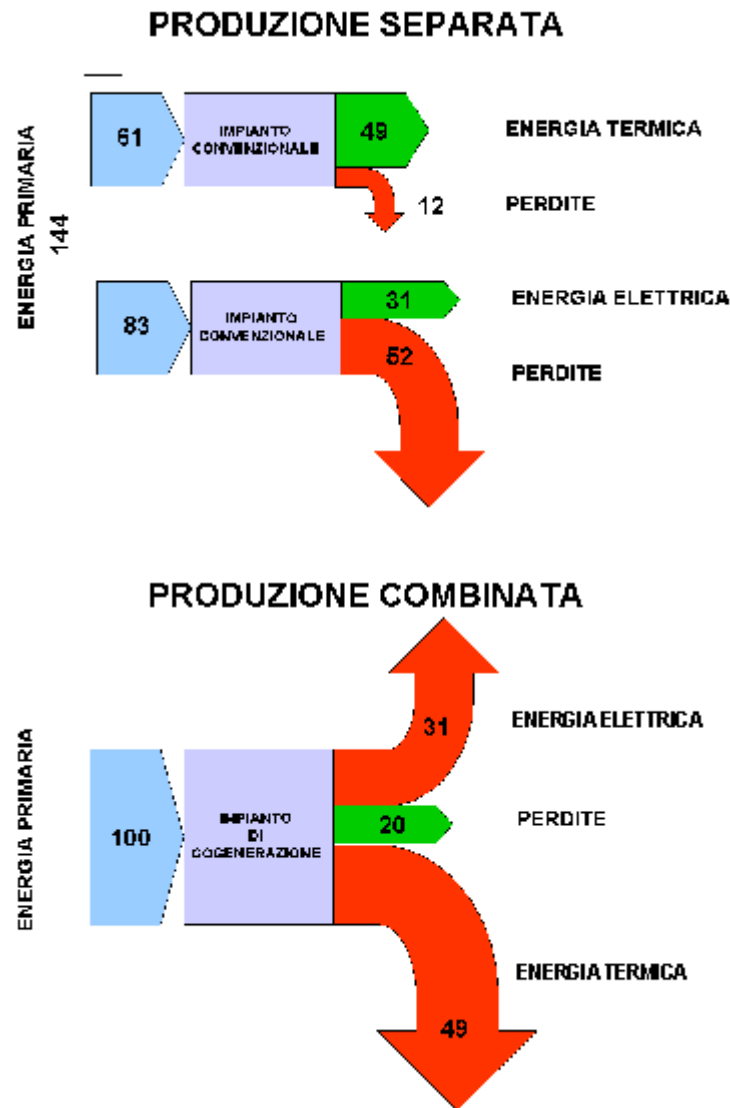 PRODUZIONE SEPARATA
ENERGIA PRIMARIA
144
61
IMPIANTO
CONVENZIONALE
49
ENERGIA TERMICA
12
PERDITE
83
IMPIANTO
CONVENZIONALE
31
ENERGIA ELETTRICA
52
PERDITE
PRODUZIONE COMBINATA
ENERGIA PRIMARIA
100
IMPIANTO
DI
COGENERAZIONE
31
ENERGIA ELETTRICA
20
PERDITE
49
ENERGIA TERMICA